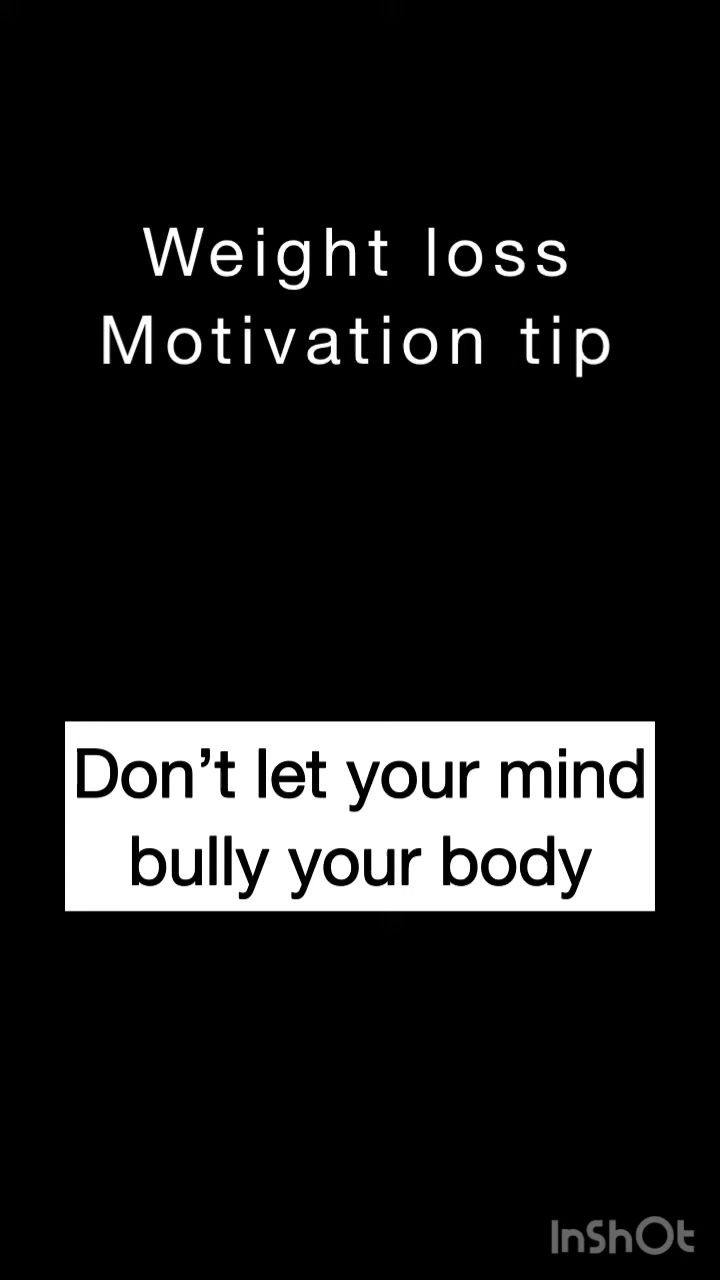 Weight loss
Motivation tip
Don’t let your mind
bully your body
InShOt